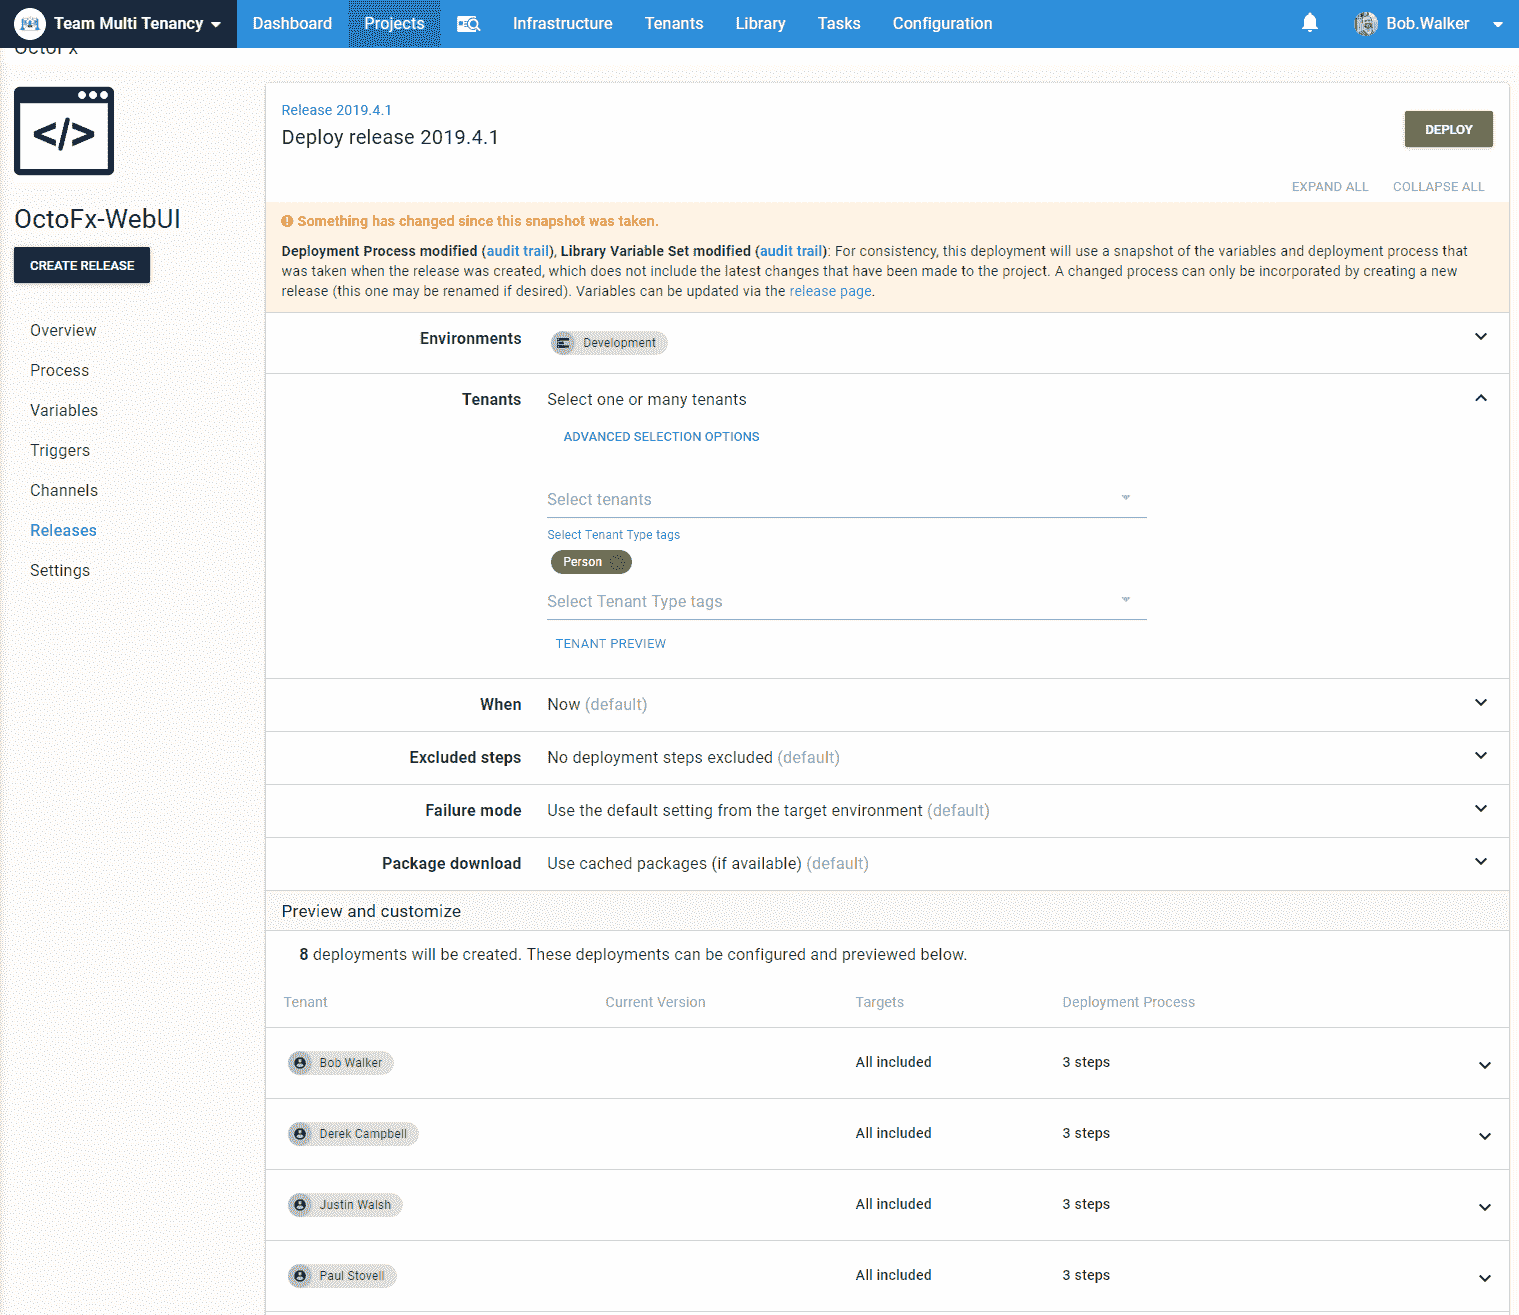 Team Multi Tenancy
Dashboard
Projects
Infrastructure
Tenants
Library
Tasks
Configuration
Bob.Walker
OctoFx
</>
OctoFx-WebUI
CREATE RELEASE
Overview
Process
Variables
Triggers
Channels
Releases
Settings
Release 2019.4.1
Deploy release 2019.4.1
DEPLOY
EXPAND ALL
COLLAPSE ALL
Something has changed since this snapshot was taken.
Deployment Process modified (audit trail), Library Variable Set modified (audit trail): For consistency, this deployment will use a snapshot of the variables and deployment process that
was taken when the release was created, which does not include the latest changes that have been made to the project. A changed process can only be incorporated by creating a new
release (this one may be renamed if desired). Variables can be updated via the release page.
Environments
Development
Tenants
Select one or many tenants
ADVANCED SELECTION OPTIONS
Select tenants
Select Tenant Type tags
Person
Select Tenant Type tags
TENANT PREVIEW
When
Now (default)
Excluded steps
No deployment steps excluded (default)
Failure mode
Use the default setting from the target environment (default)
Package download
Use cached packages (if available) (default)
Preview and customize
8 deployments will be created. These deployments can be configured and previewed below.
Tenant
Current Version
Targets
Deployment Process
Bob Walker
All included
3 steps
Derek Campbell
All included
3 steps
Justin Walsh
All included
3 steps
Paul Stovell
All included
3 steps